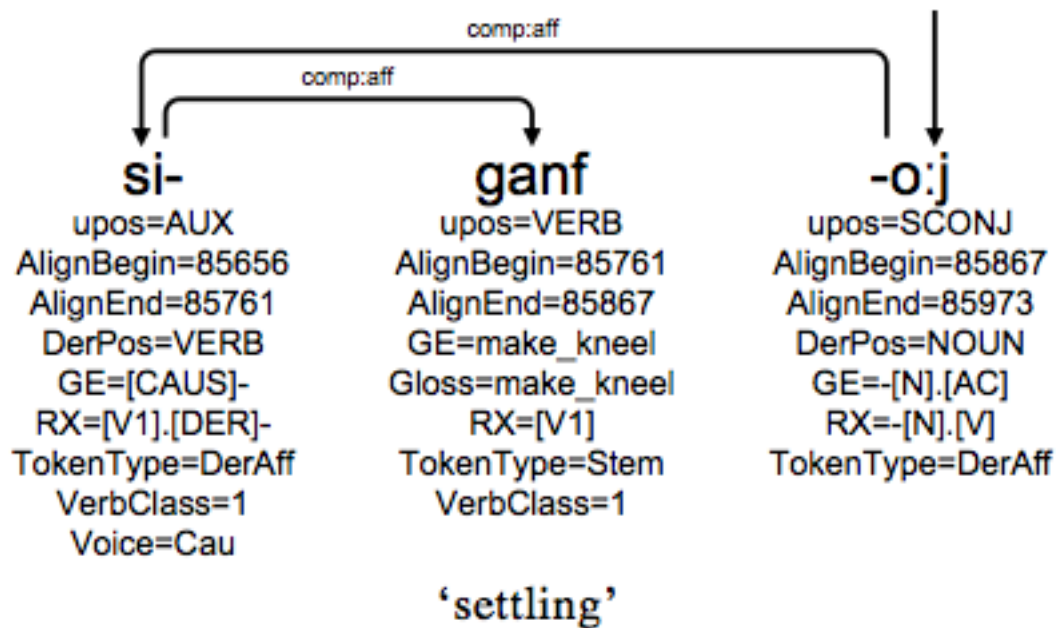 comp:aff
comp:aff
si- ganf -o:j
upos=AUX upos=VERB upos=SCONJ
AlignBegin=85656 AlignBegin=85761 AlignBegin=85867
AlignEnd=85761 AlignEnd=85867 AlignEnd=85973
DerPos=VERB GE=make_kneel DerPos=NOUN
GE=[CAUS]- Gloss=make_kneel GE=-[N].[AC]
RX=[V1].[DER]- RX=[V1] RX=-[N].[V]
TokenType=DerAff TokenType=Stem TokenType=DerAff
VerbClass=1 VerbClass=1
Voice=Cau
‘settling’